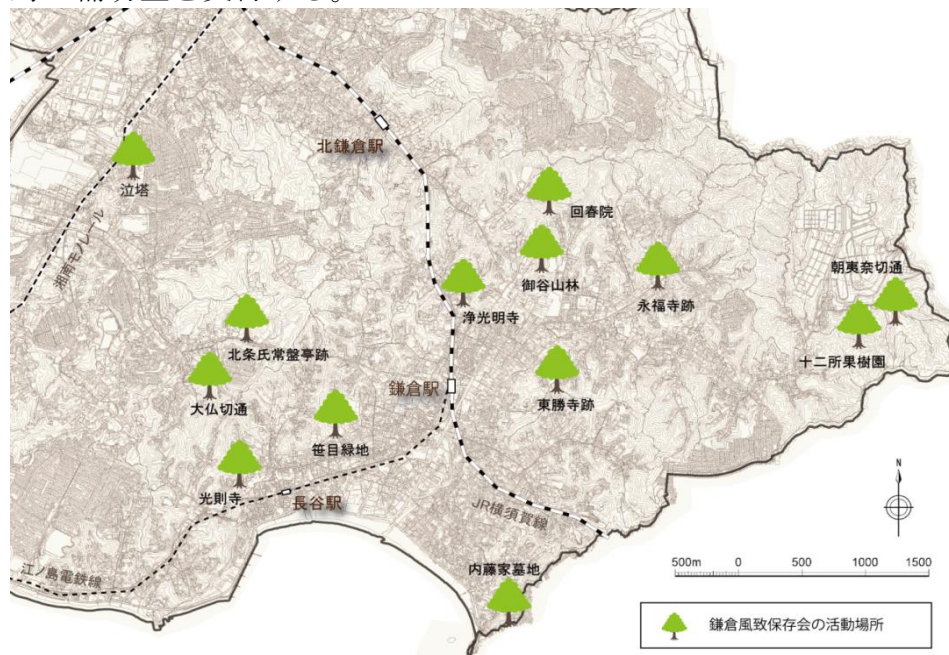 北鎌倉駅
泣塔
回春院
湘南モノレール
御谷山林
永福寺跡
朝夷奈切通
浄光明寺
北条氏常盤亭跡
十二所果樹園
鎌倉駅
大仏切通
東勝寺跡
笹目緑地
光則寺
長谷駅
JR横須賀線
N
江ノ島電鉄線
内藤家墓地
500m 0 500 1000 1500
鎌倉風致保存会の活動場所